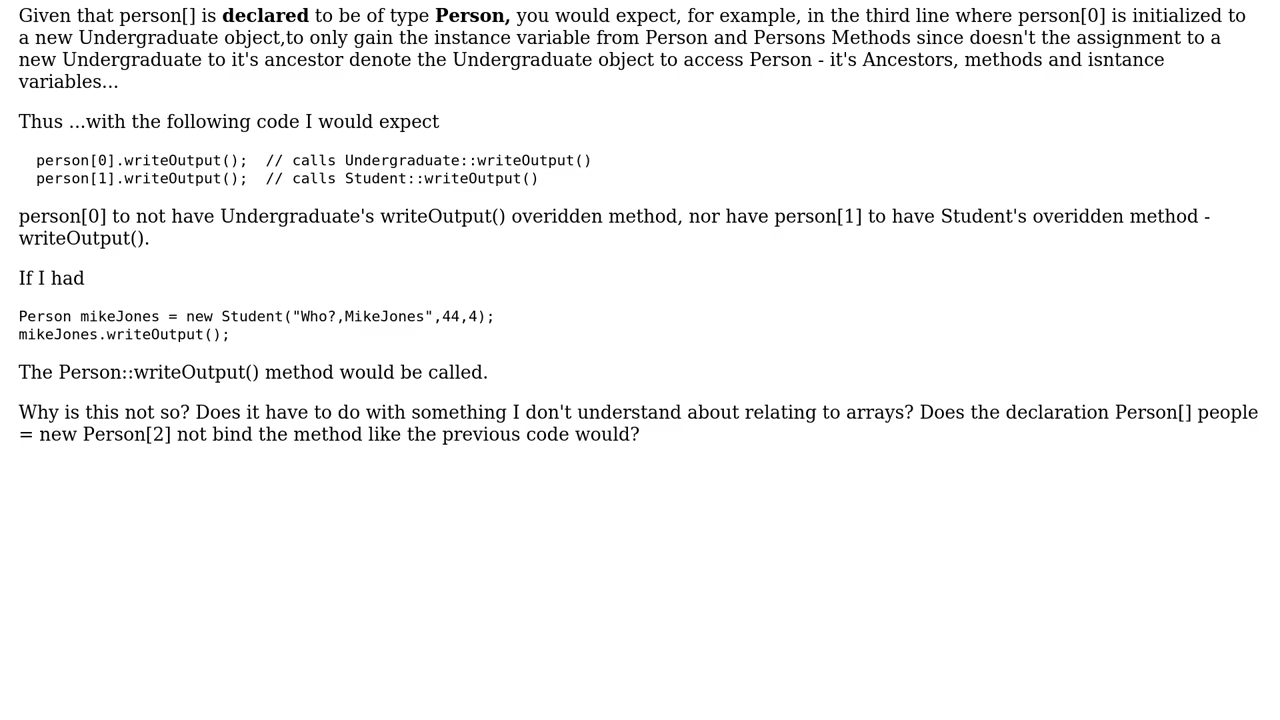 Given that person[] is declared to be of type Person, you would expect, for example, in the third line where person[0] is initialized to
a new Undergraduate object,to only gain the instance variable from Person and Persons Methods since doesn't the assignment to a
new Undergraduate to it's ancestor denote the Undergraduate object to access Person - it's Ancestors, methods and isntance
variables...
Thus ...with the following code I would expect
person[0].writeOutput();  // calls Undergraduate::writeOutput()
person[1].writeOutput();  // calls Student::writeOutput()
person[0] to not have Undergraduate's writeOutput() overidden method, nor have person[1] to have Student's overidden method -
writeOutput().
If I had
Person mikeJones = new Student("Who?,MikeJones",44,4);
mikeJones.writeOutput();
The Person::writeOutput() method would be called.
Why is this not so? Does it have to do with something I don't understand about relating to arrays? Does the declaration Person[] people
= new Person[2] not bind the method like the previous code would?